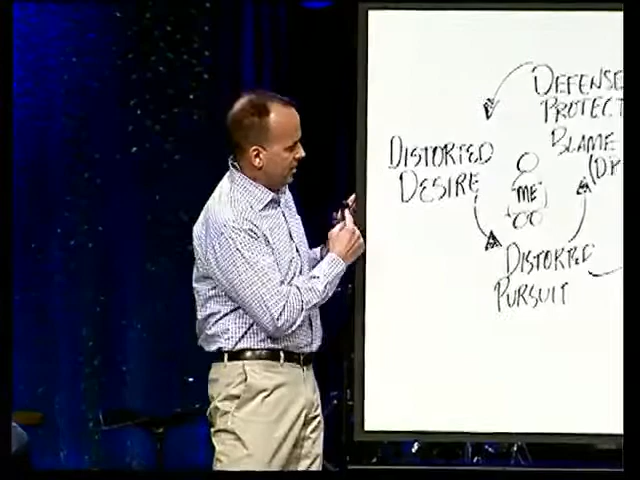 DEFENSE
PROTECT
BLAME
DISTORTED
DESIRE
ME
DISTORTED
PURSUIT